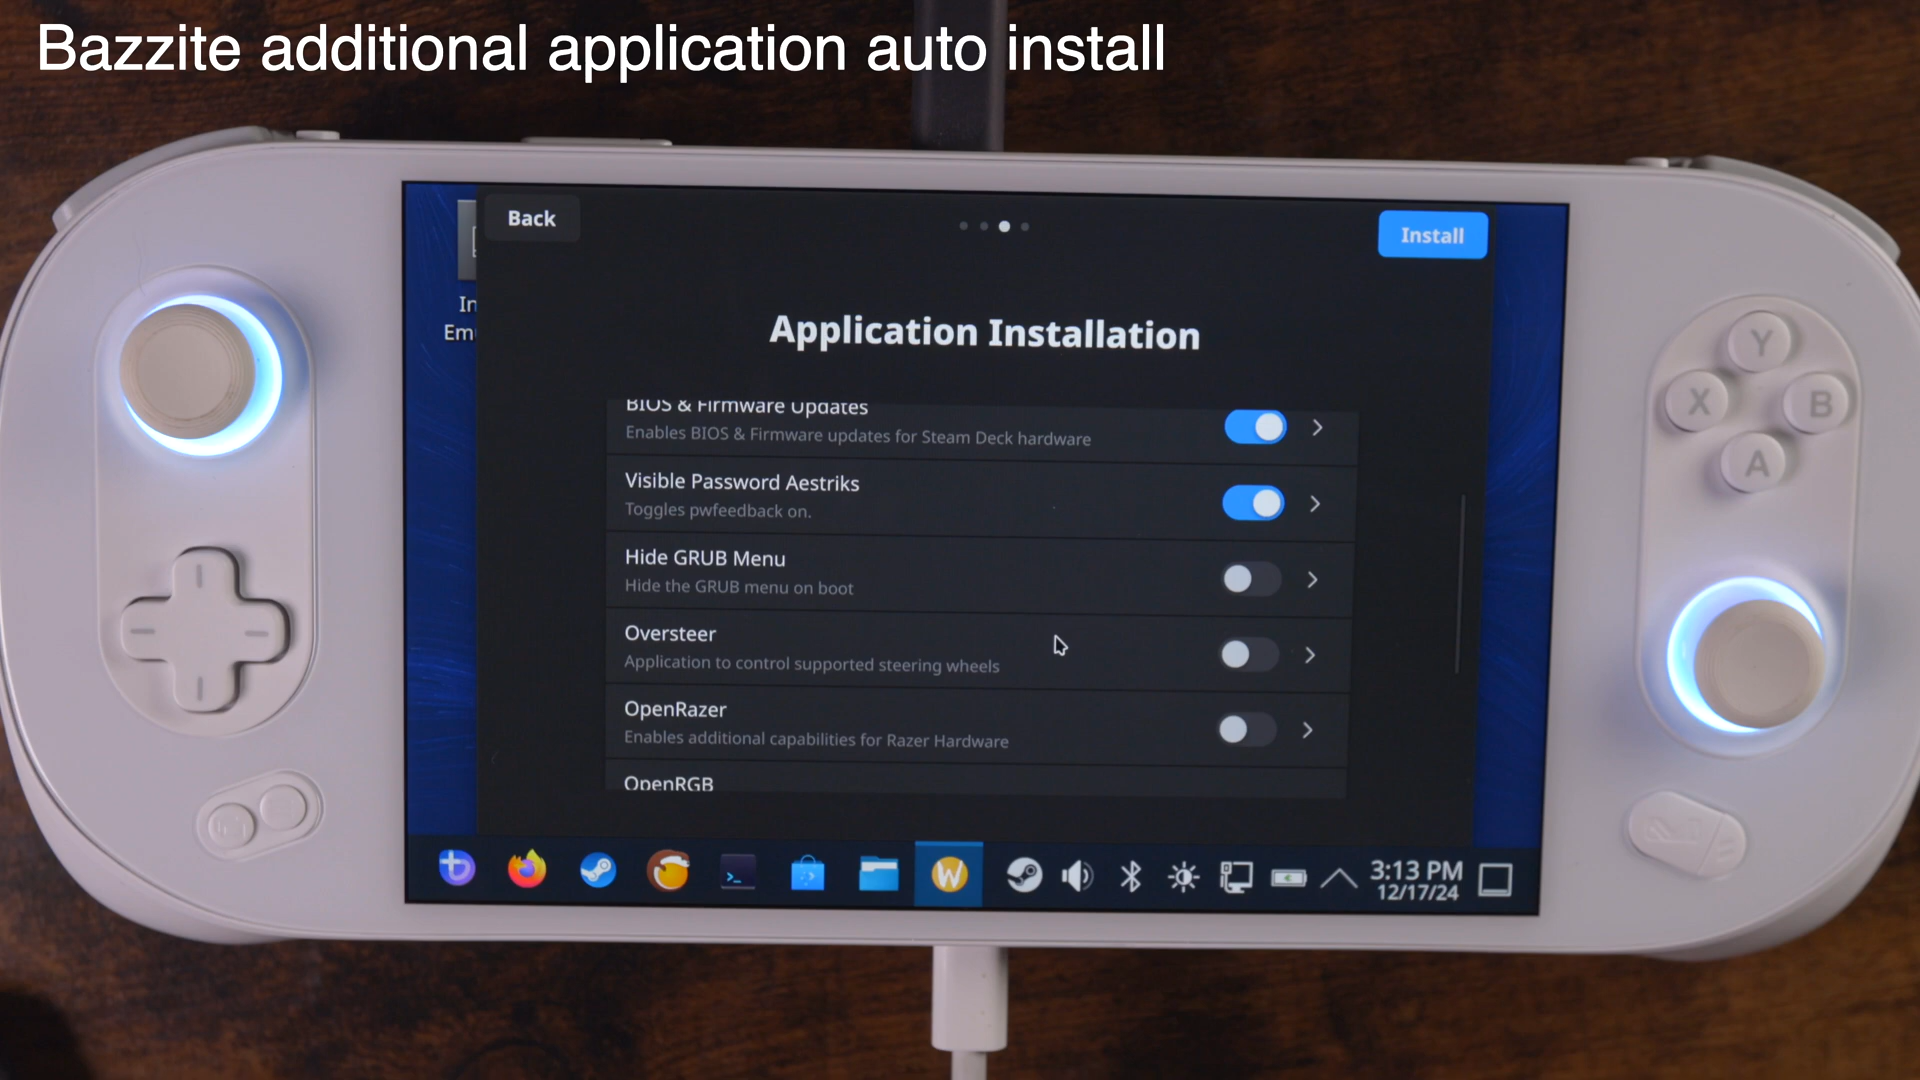 Bazzite additional application auto install
Back
Install
In
Em
Application Installation
BIOS & Firmware Updates
Enables BIOS & Firmware updates for Steam Deck hardware
Visible Password Aestriks
Toggles pwfeedback on.
Hide GRUB Menu
Hide the GRUB menu on boot
Oversteer
Application to control supported steering wheels
OpenRazer
Enables additional capabilities for Razer Hardware
OpenRGB
3:13 PM
12/17/24
Y
X
B
A